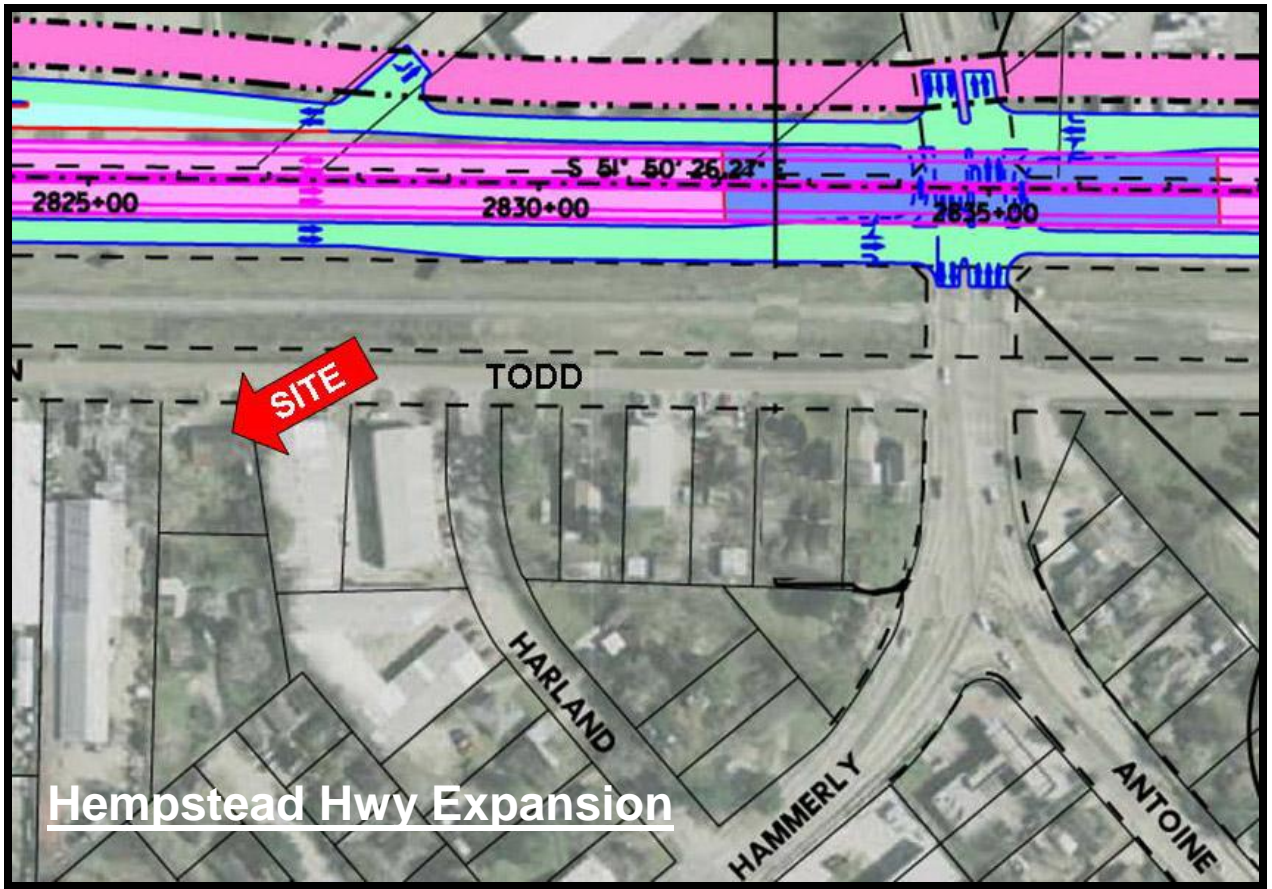 S 51° 50' 26.27" E
2825+00
2830+00
2835+00
N
SITE
TODD
HARLAND
HAMMERLY
ANTOINE
Hempstead Hwy Expansion